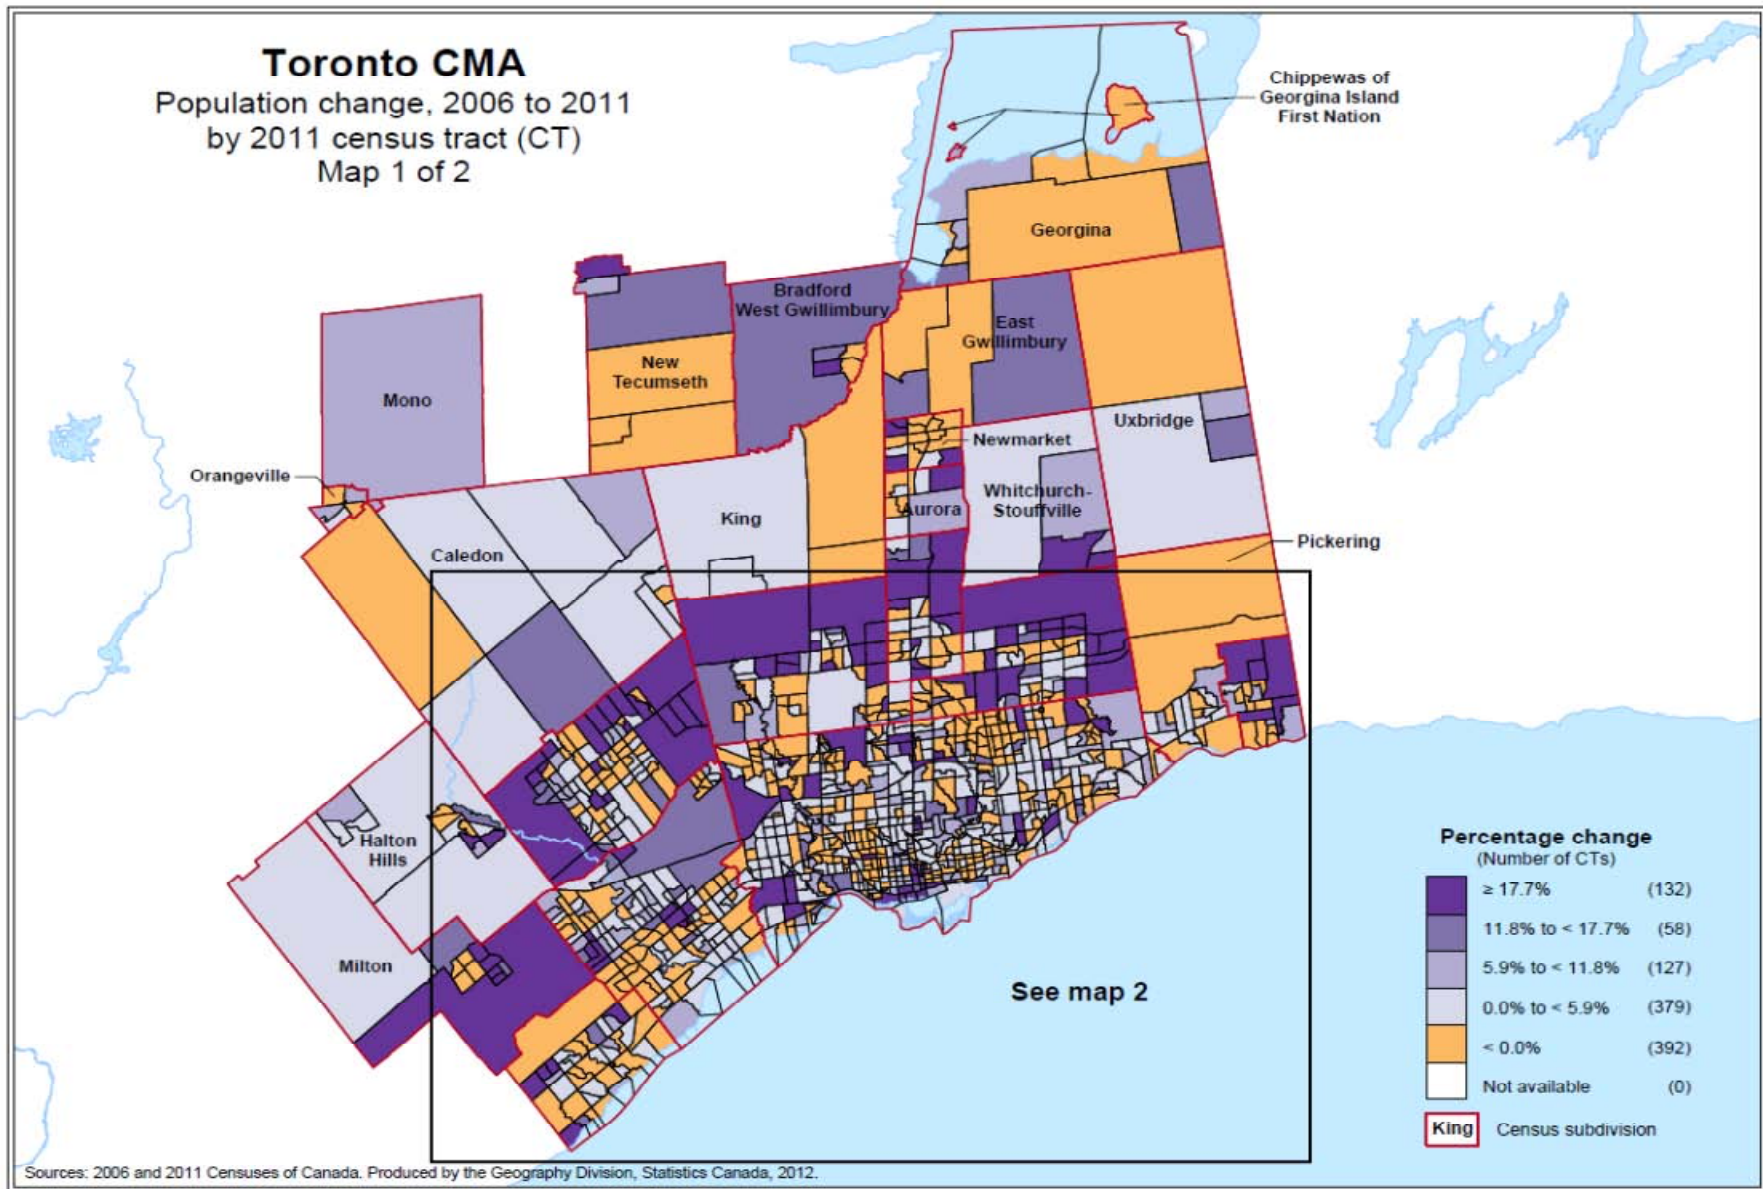 Toronto CMA
Population change, 2006 to 2011
by 2011 census tract (CT)
Map 1 of 2
Chippewas of
Georgina Island
First Nation
Georgina
Bradford
West Gwillimbury
East
Gwillimbury
New
Tecumseth
Mono
Uxbridge
Newmarket
Orangeville
Whitchurch-
Stouffville
King
Aurora
Caledon
Pickering
Halton
Hills
Milton
See map 2
Percentage change
(Number of CTs)
≥ 17.7% (132)
11.8% to < 17.7% (58)
5.9% to < 11.8% (127)
0.0% to < 5.9% (379)
< 0.0% (392)
Not available (0)
King Census subdivision
Sources: 2006 and 2011 Censuses of Canada. Produced by the Geography Division, Statistics Canada, 2012.